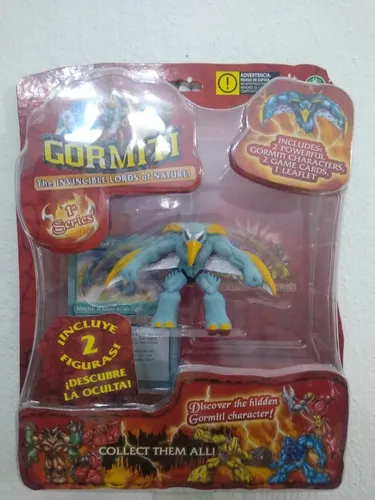 ADVERTENCIA:
GORMITI
The INVINCIBLE LORDS of NATURE!
1st Series
INCLUDES:
2 POWERFUL
GORMITI CHARACTERS,
2 GAME CARDS,
1 LEAFLET
¡INCLUYE
2
FIGURAS!
¡DESCUBRE
LA OCULTA!
Discover the hidden
Gormiti character!
COLLECT THEM ALL!